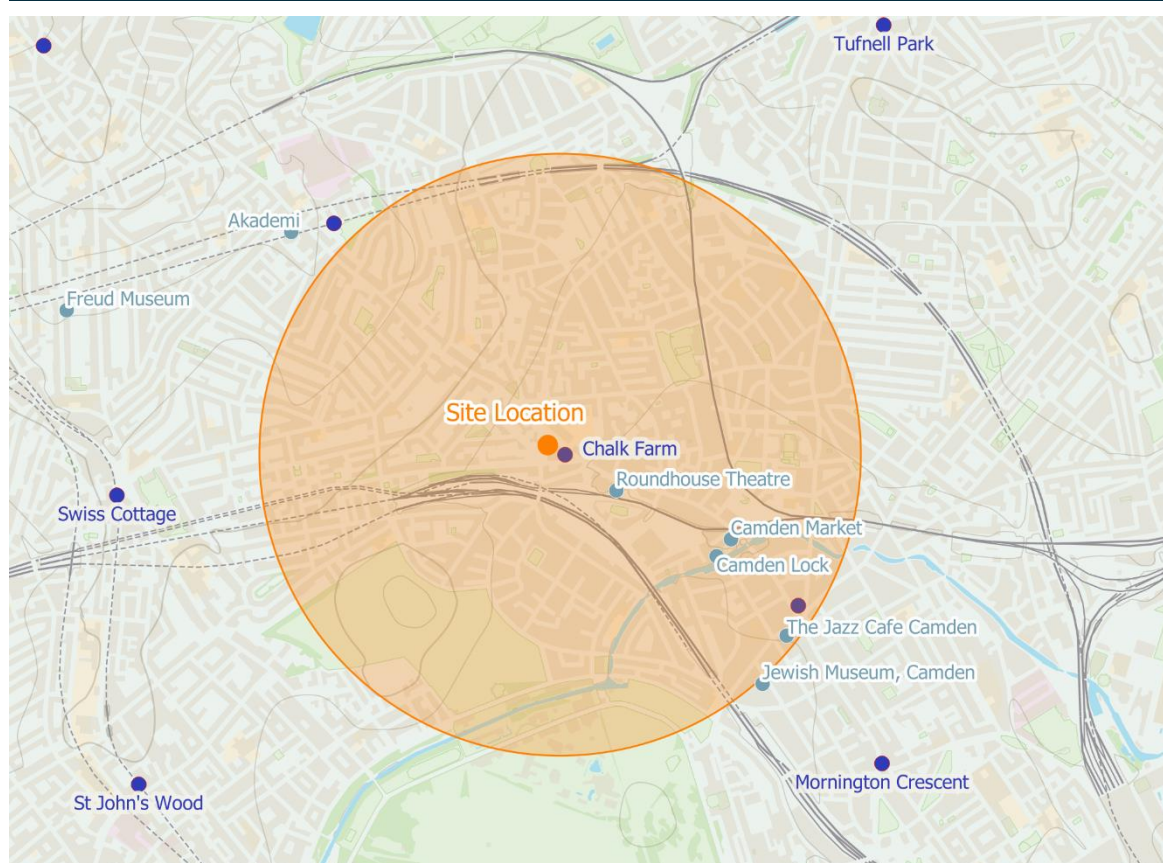 Tufnell Park
Akademi
Freud Museum
Site Location
Chalk Farm
Roundhouse Theatre
Swiss Cottage
Camden Market
Camden Lock
The Jazz Cafe Camden
Jewish Museum, Camden
Mornington Crescent
St John's Wood